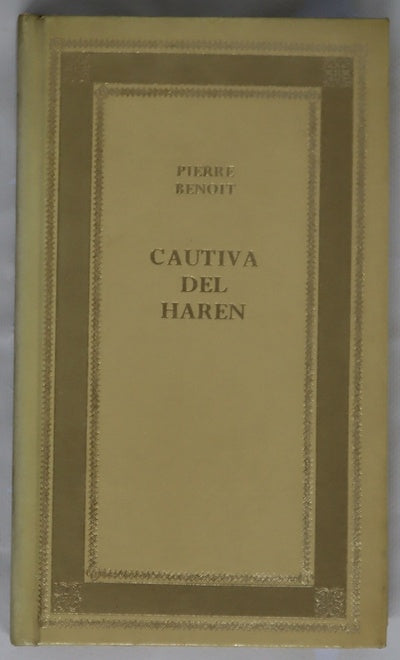 PIERRE
BENOIT
CAUTIVA
DEL
HAREN